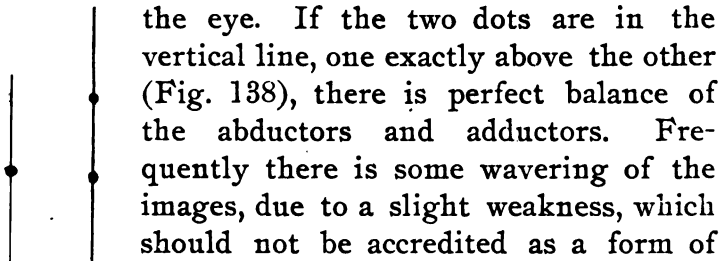 the eye. If the two dots are in the
vertical line, one exactly above the other
(Fig. 138), there is perfect balance of
the abductors and adductors. Fre-
quently there is some wavering of the
images, due to a slight weakness, which
should not be accredited as a form of